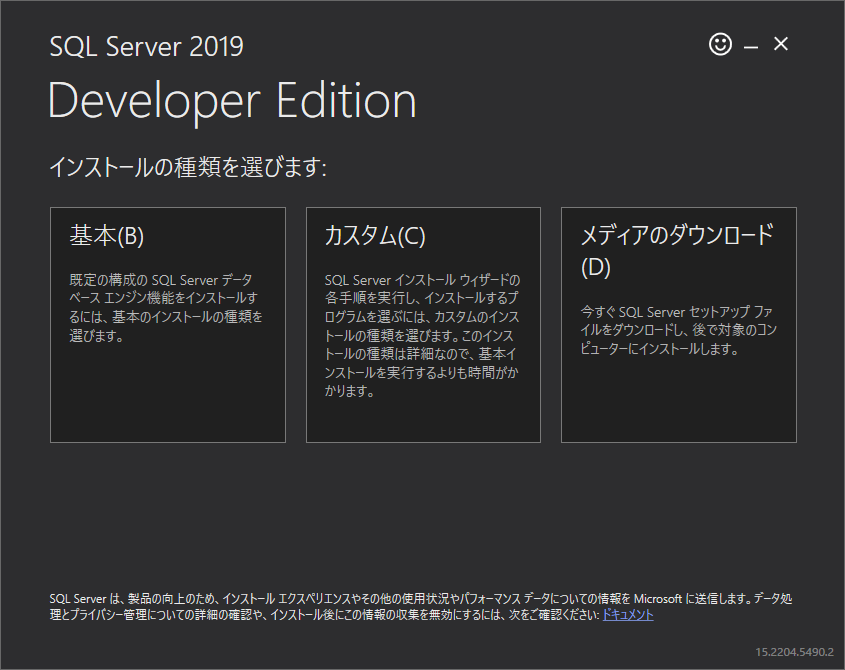 SQL Server 2019
Developer Edition
インストールの種類を選びます:
基本(B)
既定の構成の SQL Server データ
ベース エンジン機能をインストールす
るには、基本のインストールの種類を
選びます。
カスタム(C)
SQL Server インストール ウィザードの
各手順を実行し、インストールするプ
ログラムを選ぶには、カスタムのインス
トールの種類を選びます。このインス
トールの種類は詳細なので、基本イ
ンストールを実行するよりも時間がか
かります。
メディアのダウンロード
(D)
今すぐ SQL Server セットアップ ファ
イルをダウンロードし、後で対象のコン
ピューターにインストールします。
SQL Server は、製品の向上のため、インストール エクスペリエンスやその他の使用状況やパフォーマンス データについての情報を Microsoft に送信します。データ処
理とプライバシー管理についての詳細の確認や、インストール後にこの情報の収集を無効にするには、次をご確認ください: ドキュメント
15.2204.5490.2